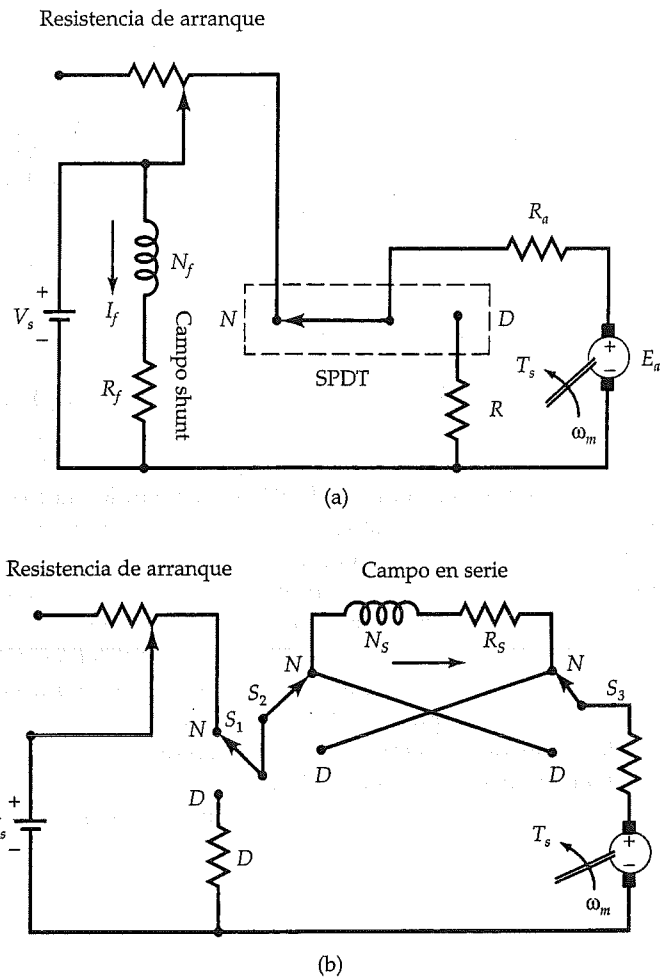 Resistencia de arranque
R_a
N_f
+
V_s
−
I_f
Campo shunt
N
D
+
−
E_a
T_s
SPDT
R_f
R
ω_m
(a)
Resistencia de arranque
Campo en serie
N_S
R_S
N
N
S_2
S_3
N
S_1
D
D
D
+
s
−
D
T_s
+
−
ω_m
(b)